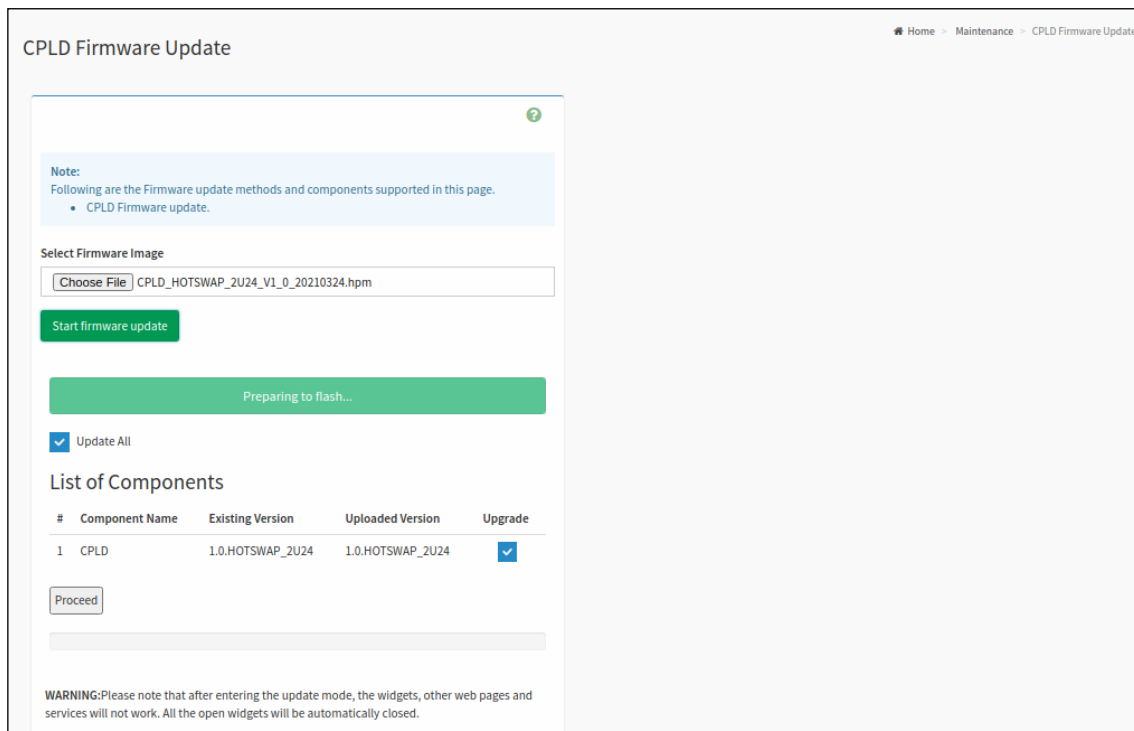 Home > Maintenance > CPLD Firmware Update
CPLD Firmware Update
Note:
Following are the Firmware update methods and components supported in this page.
• CPLD Firmware update.
Select Firmware Image
Choose File CPLD_HOTSWAP_2U24_V1_0_20210324.hpm
Start firmware update
Preparing to flash...
Update All
List of Components
# Component Name Existing Version Uploaded Version Upgrade
1 CPLD 1.0.HOTSWAP_2U24 1.0.HOTSWAP_2U24
Proceed
WARNING:Please note that after entering the update mode, the widgets, other web pages and
services will not work. All the open widgets will be automatically closed.